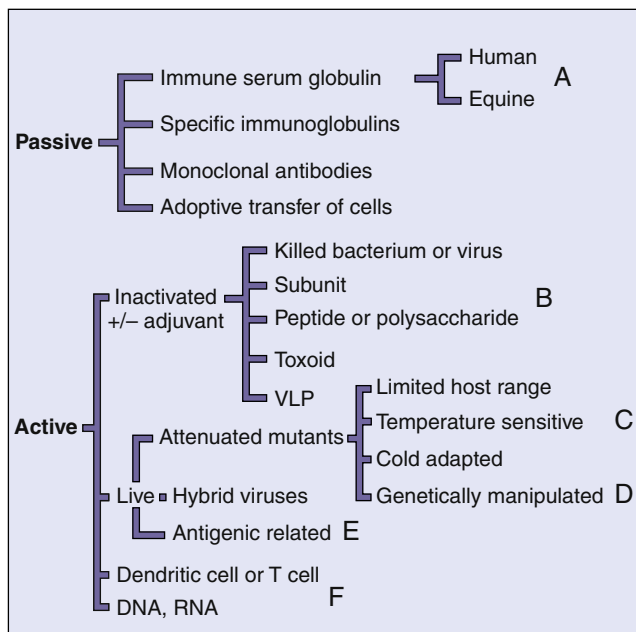 Human
Immune serum globulin
A
Equine
Specific immunoglobulins
Passive
Monoclonal antibodies
Adoptive transfer of cells
Killed bacterium or virus
Inactivated
+/– adjuvant
Subunit
B
Peptide or polysaccharide
Toxoid
VLP
Limited host range
Active
Attenuated mutants
Temperature sensitive C
Cold adapted
Live Hybrid viruses
Genetically manipulated D
Antigenic related E
Dendritic cell or T cell
F
DNA, RNA